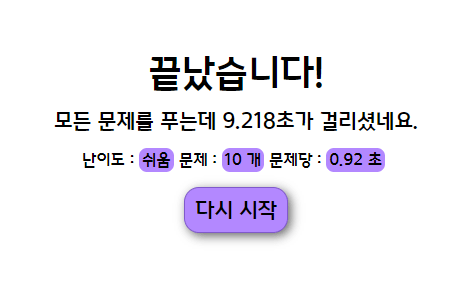 끝났습니다!
모든 문제를 푸는데 9.218초가 걸리셨네요.
난이도 : 쉬움 문제 : 10 개 문제당 : 0.92 초
다시 시작